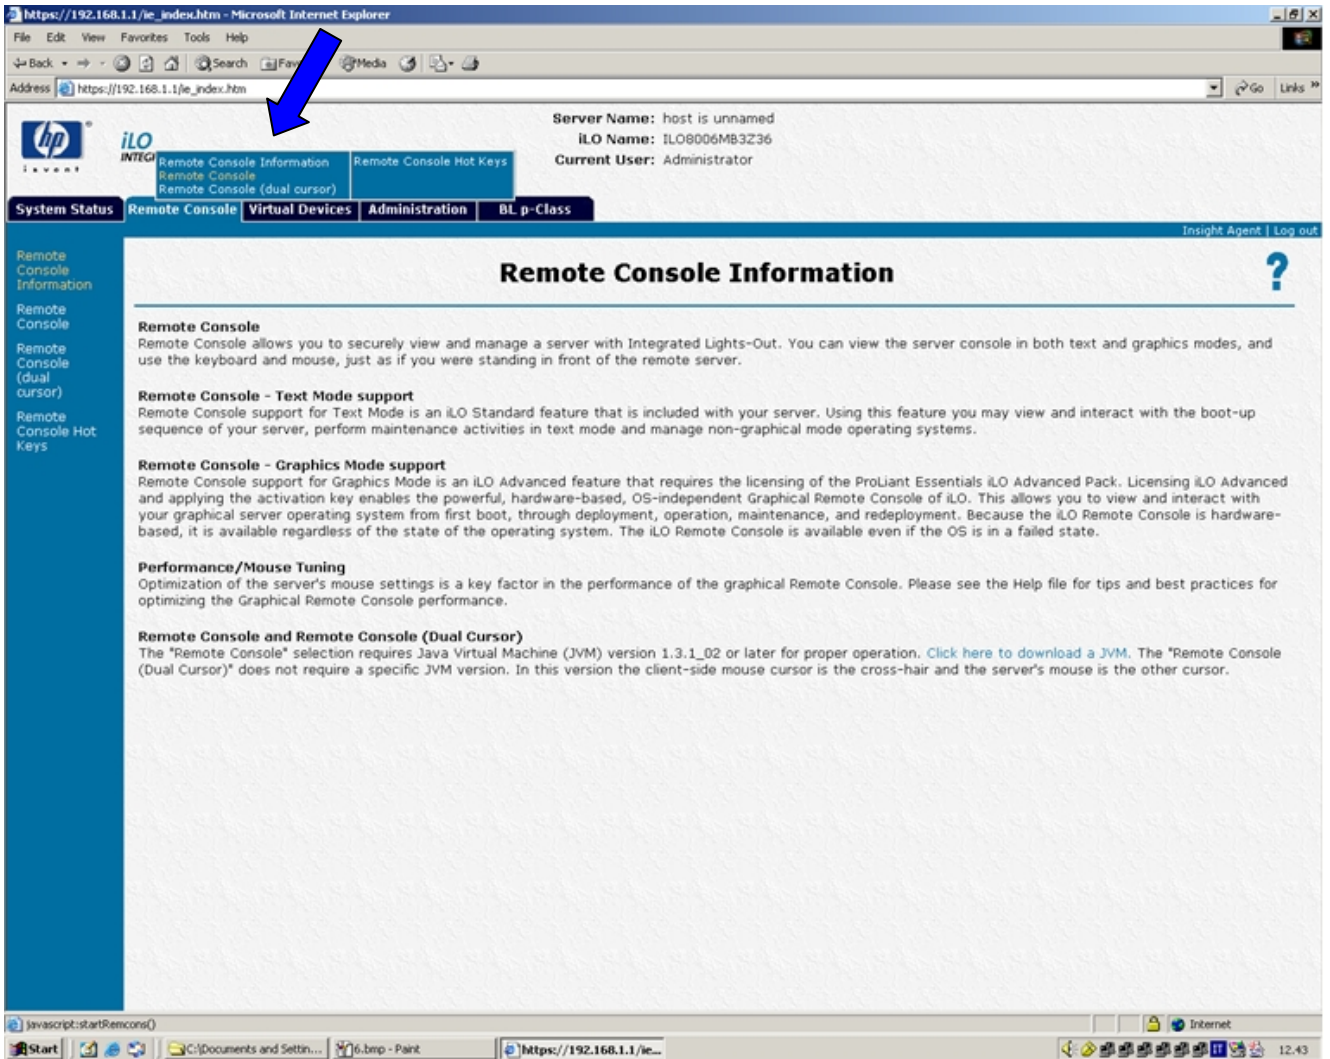 https://192.168.1.1/ie_index.htm - Microsoft Internet Explorer
File Edit View Favorites Tools Help
Back Search Fav Media
Address https://192.168.1.1/ie_index.htm Go Links »
hp
invent
iLO
INTEG
Server Name: host is unnamed
iLO Name: ILO8006MB3Z36
Current User: Administrator
Remote Console Information Remote Console Hot Keys
Remote Console
Remote Console (dual cursor)
System Status Remote Console Virtual Devices Administration BL p-Class
Insight Agent | Log out
Remote
Console
Information
Remote
Console
Remote
Console
(dual
cursor)
Remote
Console Hot
Keys
Remote Console Information
?
Remote Console
Remote Console allows you to securely view and manage a server with Integrated Lights-Out. You can view the server console in both text and graphics modes, and
use the keyboard and mouse, just as if you were standing in front of the remote server.
Remote Console - Text Mode support
Remote Console support for Text Mode is an iLO Standard feature that is included with your server. Using this feature you may view and interact with the boot-up
sequence of your server, perform maintenance activities in text mode and manage non-graphical mode operating systems.
Remote Console - Graphics Mode support
Remote Console support for Graphics Mode is an iLO Advanced feature that requires the licensing of the ProLiant Essentials iLO Advanced Pack. Licensing iLO Advanced
and applying the activation key enables the powerful, hardware-based, OS-independent Graphical Remote Console of iLO. This allows you to view and interact with
your graphical server operating system from first boot, through deployment, operation, maintenance, and redeployment. Because the iLO Remote Console is hardware-
based, it is available regardless of the state of the operating system. The iLO Remote Console is available even if the OS is in a failed state.
Performance/Mouse Tuning
Optimization of the server's mouse settings is a key factor in the performance of the graphical Remote Console. Please see the Help file for tips and best practices for
optimizing the Graphical Remote Console performance.
Remote Console and Remote Console (Dual Cursor)
The "Remote Console" selection requires Java Virtual Machine (JVM) version 1.3.1_02 or later for proper operation. Click here to download a JVM. The "Remote Console
(Dual Cursor)" does not require a specific JVM version. In this version the client-side mouse cursor is the cross-hair and the server's mouse is the other cursor.
javascript:startRemcons() Internet
Start C:\Documents and Settin... 6.bmp - Paint https://192.168.1.1/ie... IT 12.43